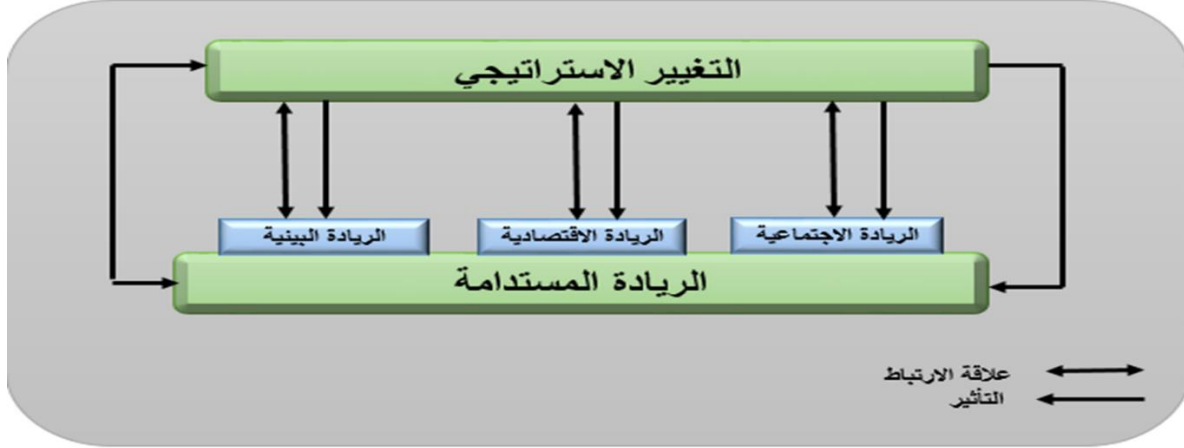 التغيير الاستراتيجي
الريادة الاجتماعية
الريادة الاقتصادية
الريادة البيئية
الريادة المستدامة
علاقة الارتباط
التأثير